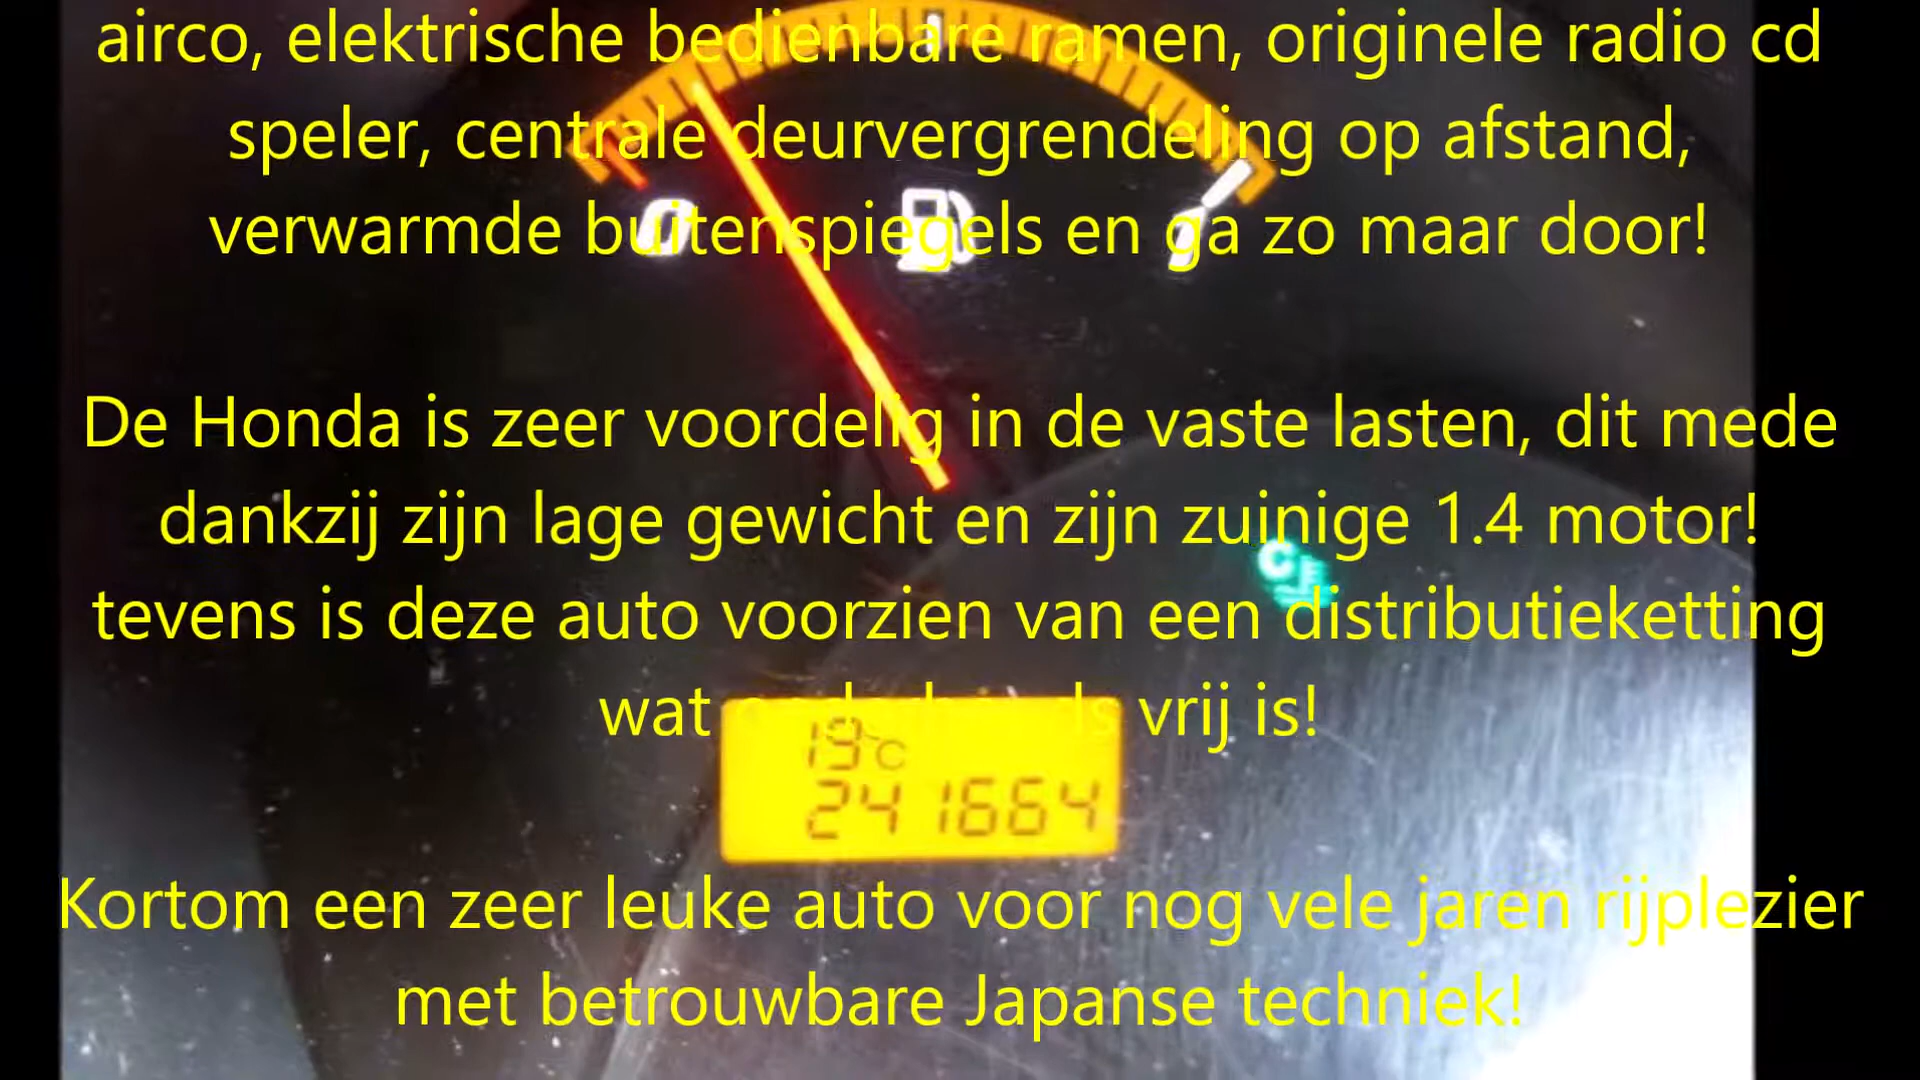 airco, elektrische bedienbare ramen, originele radio cd
speler, centrale deurvergrendeling op afstand,
verwarmde buitenspiegels en ga zo maar door!
0
1
De Honda is zeer voordelig in de vaste lasten, dit mede
dankzij zijn lage gewicht en zijn zuinige 1.4 motor!
tevens is deze auto voorzien van een distributieketting
wat onderhouds vrij is!
19°C
241664
Kortom een zeer leuke auto voor nog vele jaren rijplezier
met betrouwbare Japanse techniek!